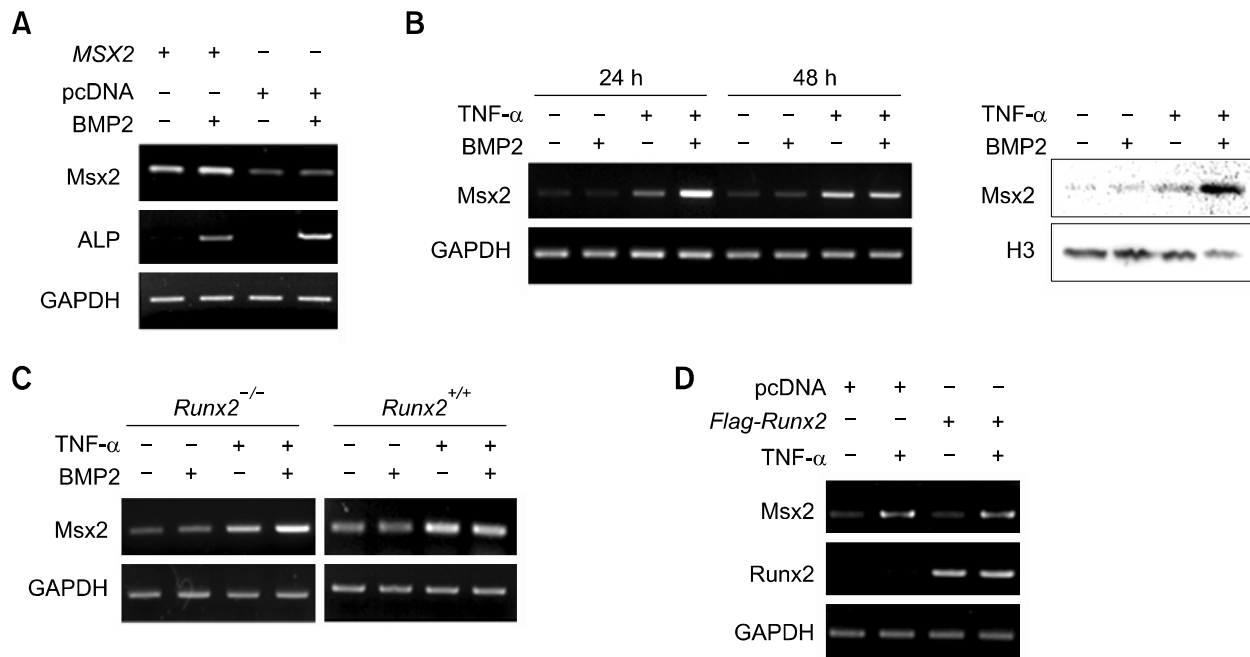 A
MSX2 + + – –
pcDNA – – + +
BMP2 – + – +
Msx2
ALP
GAPDH
B
24 h 48 h
TNF-α – – + + – – + +
BMP2 – + – + – + – +
Msx2
GAPDH
TNF-α – – + +
BMP2 – + – +
Msx2
H3
C
Runx2−/− Runx2+/+
TNF-α – – + + – – + +
BMP2 – + – + – + – +
Msx2
GAPDH
D
pcDNA + + – –
Flag-Runx2 – – + +
TNF-α – + – +
Msx2
Runx2
GAPDH